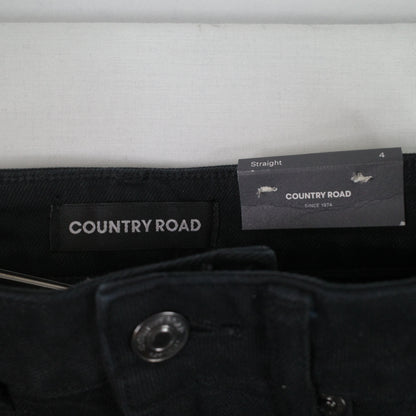 Straight 4
COUNTRY ROAD
SINCE 1974
COUNTRY ROAD